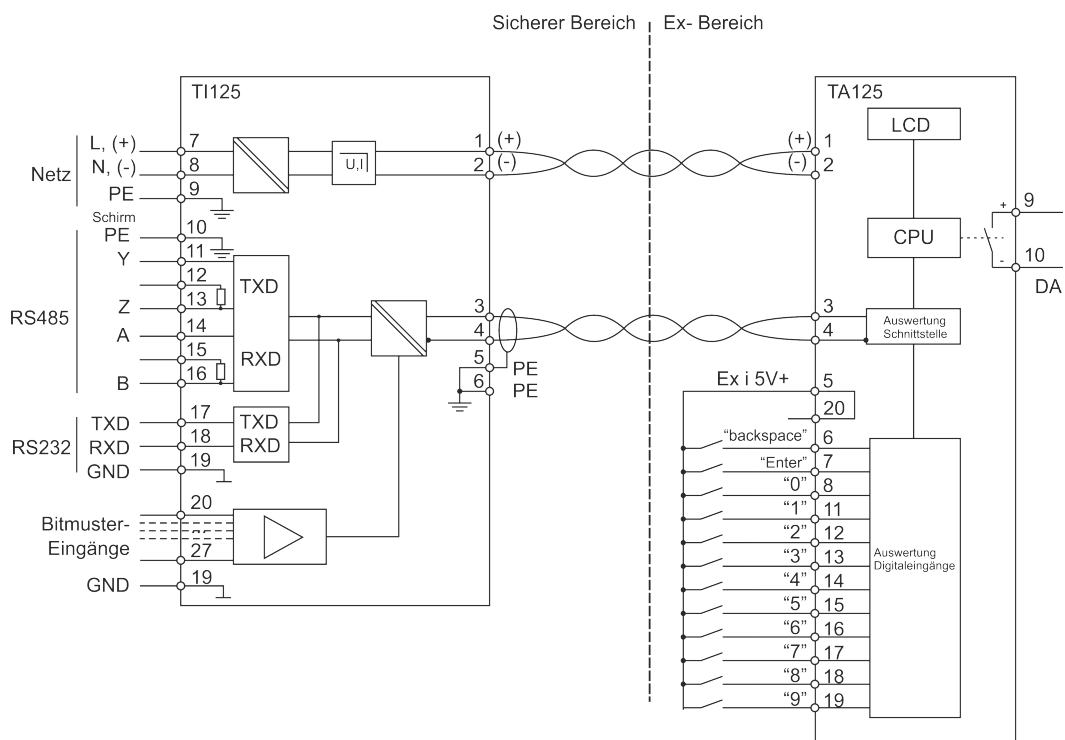 Sicherer Bereich Ex- Bereich
TI125
TA125
LCD
Netz
L, (+) 7
N, (-) 8
PE 9
U,I
1 (+)
2 (-)
(+) 1
(-) 2
CPU
+ 9
- 10
DA
RS485
Schirm
PE 10
Y 11
12
Z 13
A 14
15
B 16
TXD
RXD
3
4
5 PE
6 PE
3
4
Auswertung
Schnittstelle
RS232
TXD 17
RXD 18
GND 19
TXD
RXD
Bitmuster-
Eingänge
20
...
27
GND 19
Ex i 5V+ 5
20
"backspace" 6
“Enter” 7
“0” 8
“1” 11
“2” 12
“3” 13
“4” 14
“5” 15
“6” 16
“7” 17
“8” 18
“9” 19
Auswertung
Digitaleingänge